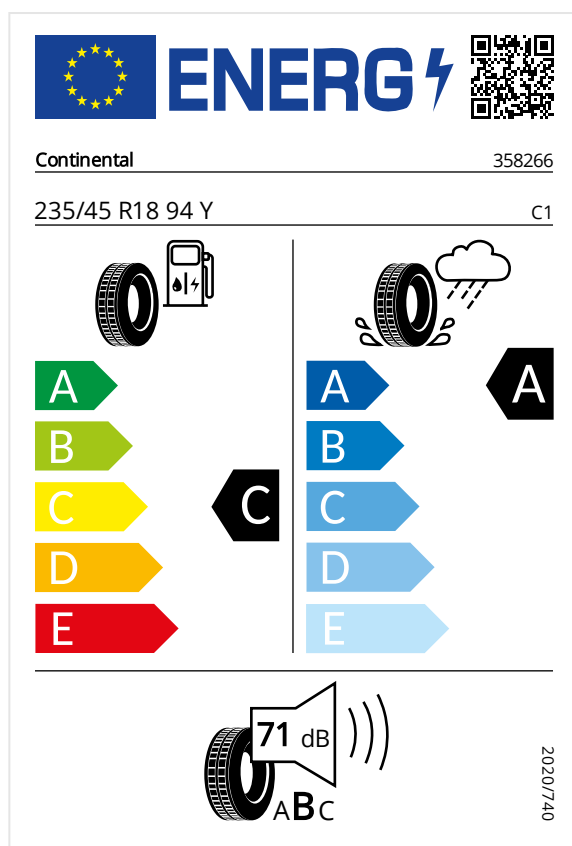 ENERG
Continental 358266
235/45 R18 94 Y C1
A A A
B B
C C C
D D
E E
71 dB
ABC
2020/740